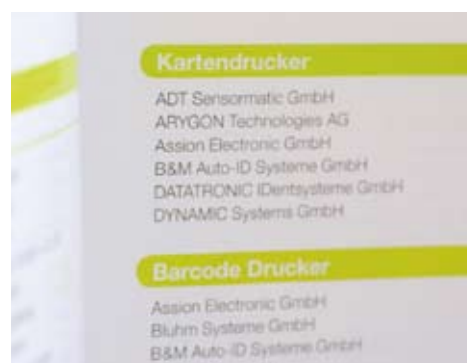 Kartendrucker
ADT Sensormatic GmbH
ARYGON Technologies AG
Assion Electronic GmbH
B&M Auto-ID Systeme GmbH
DATATRONIC IDentsysteme GmbH
DYNAMIC Systems GmbH
Barcode Drucker
Assion Electronic GmbH
Bluhm Systeme GmbH
B&M Auto-ID Systeme GmbH